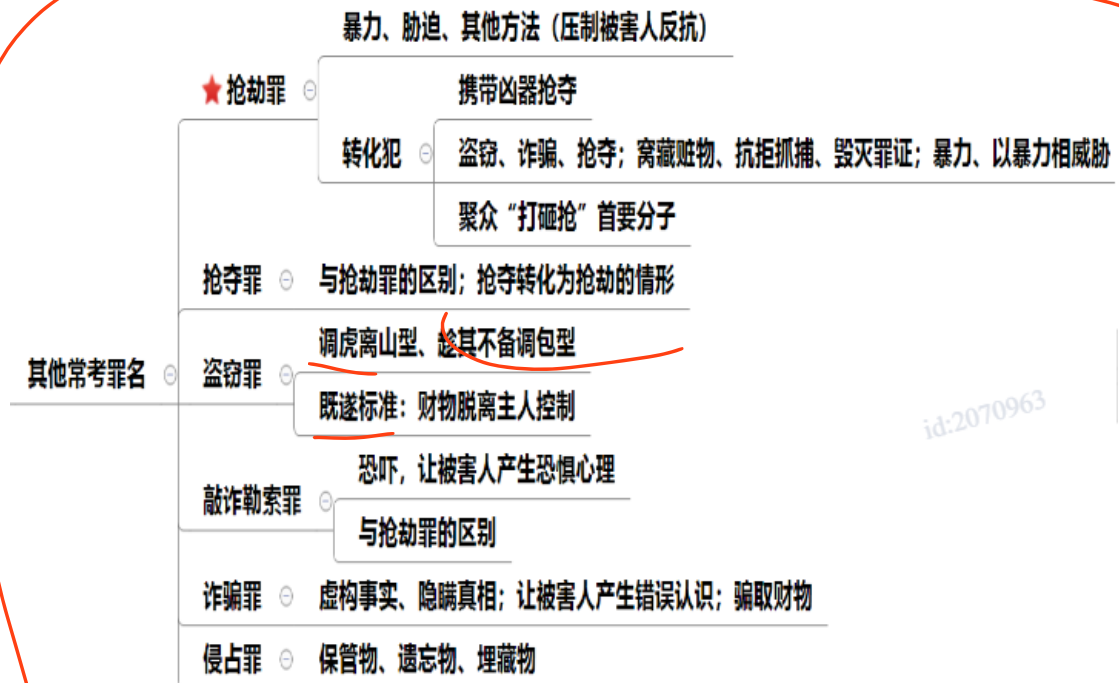 暴力、胁迫、其他方法（压制被害人反抗）
抢劫罪
携带凶器抢夺
转化犯
盗窃、诈骗、抢夺；窝藏赃物、抗拒抓捕、毁灭罪证；暴力、以暴力相威胁
聚众“打砸抢”首要分子
抢夺罪
与抢劫罪的区别；抢夺转化为抢劫的情形
调虎离山型、趁其不备调包型
其他常考罪名
盗窃罪
既遂标准：财物脱离主人控制
恐吓，让被害人产生恐惧心理
敲诈勒索罪
与抢劫罪的区别
诈骗罪
虚构事实、隐瞒真相；让被害人产生错误认识；骗取财物
侵占罪
保管物、遗忘物、埋藏物
id:2070963